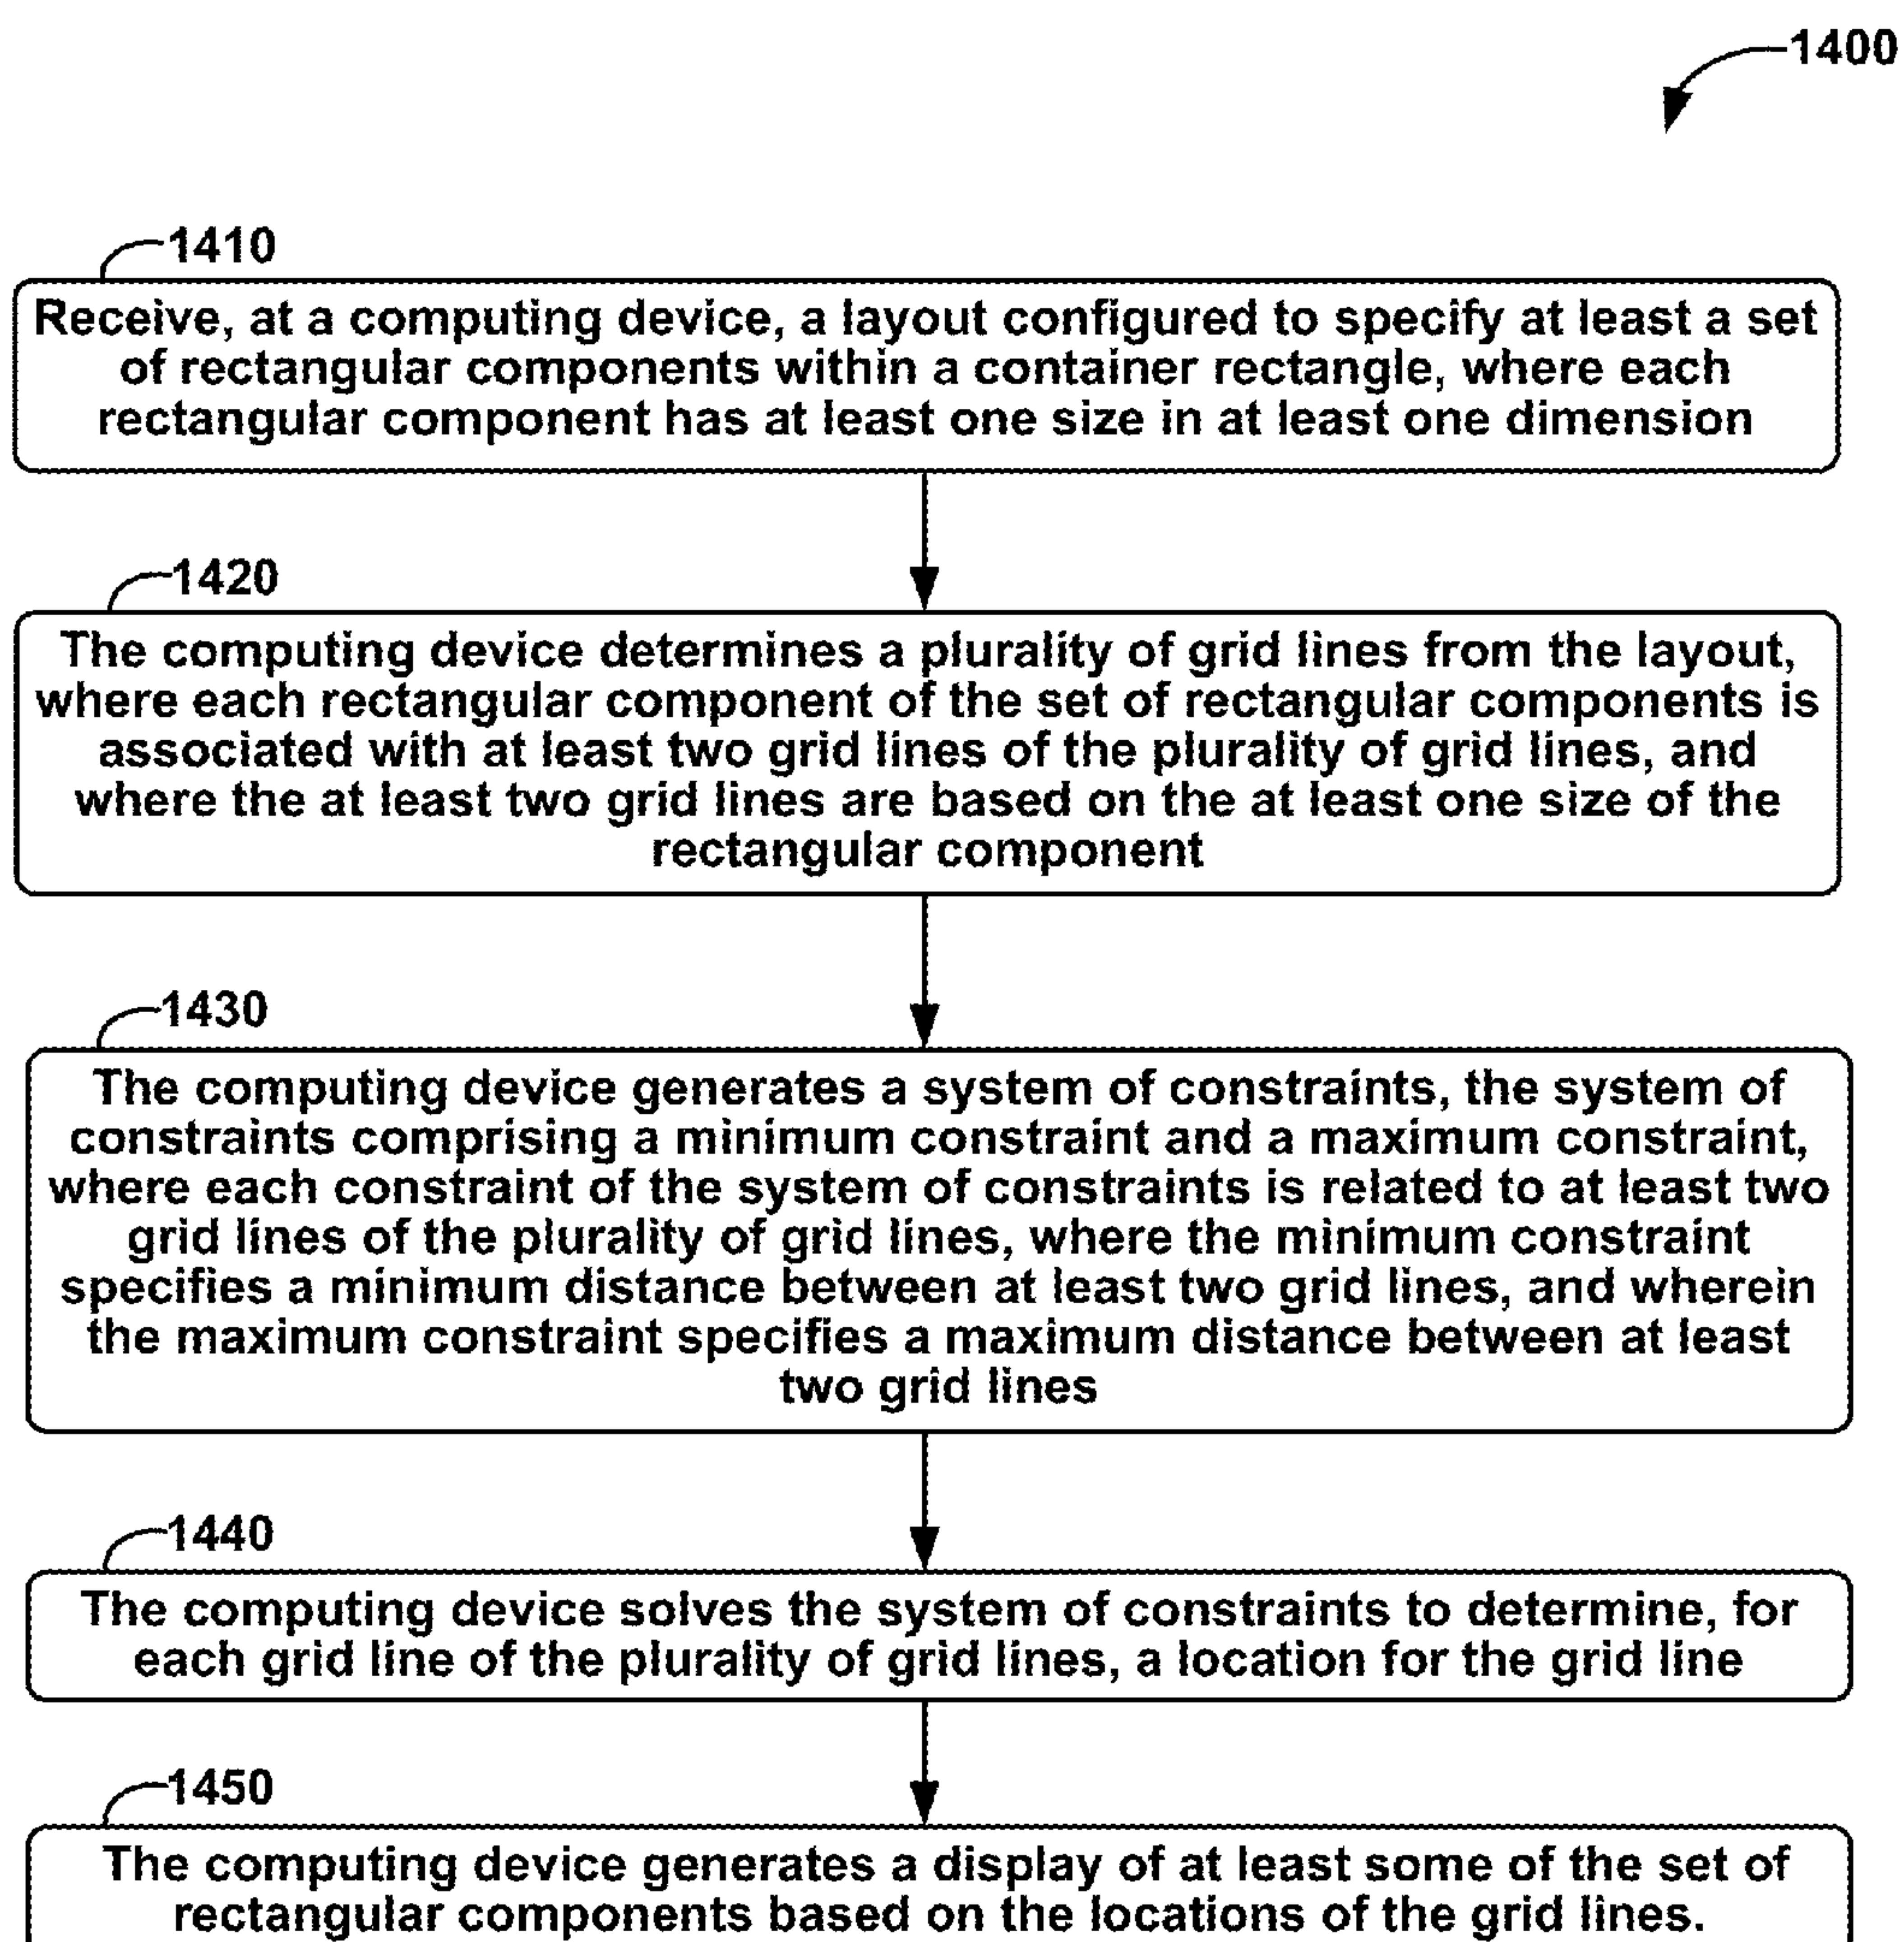 1400
1410
Receive, at a computing device, a layout configured to specify at least a set
of rectangular components within a container rectangle, where each
rectangular component has at least one size in at least one dimension
1420
The computing device determines a plurality of grid lines from the layout,
where each rectangular component of the set of rectangular components is
associated with at least two grid lines of the plurality of grid lines, and
where the at least two grid lines are based on the at least one size of the
rectangular component
1430
The computing device generates a system of constraints, the system of
constraints comprising a minimum constraint and a maximum constraint,
where each constraint of the system of constraints is related to at least two
grid lines of the plurality of grid lines, where the minimum constraint
specifies a minimum distance between at least two grid lines, and wherein
the maximum constraint specifies a maximum distance between at least
two grid lines
1440
The computing device solves the system of constraints to determine, for
each grid line of the plurality of grid lines, a location for the grid line
1450
The computing device generates a display of at least some of the set of
rectangular components based on the locations of the grid lines.